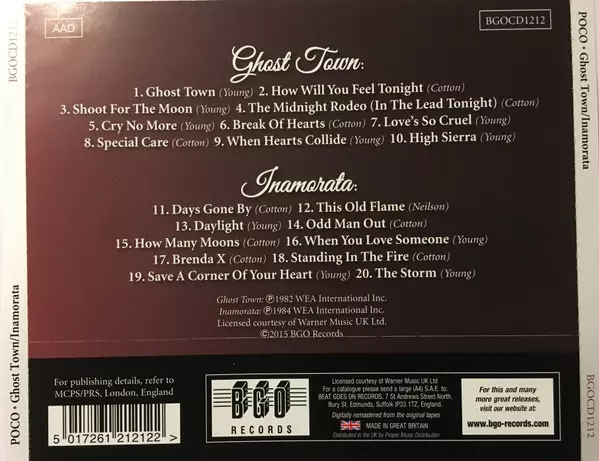 AAD
BGOCD1212
Ghost Town:
1. Ghost Town (Young) 2. How Will You Feel Tonight (Cotton)
3. Shoot For The Moon (Young) 4. The Midnight Rodeo (In The Lead Tonight) (Cotton)
5. Cry No More (Young) 6. Break Of Hearts (Cotton) 7. Love's So Cruel (Young)
8. Special Care (Cotton) 9. When Hearts Collide (Young) 10. High Sierra (Young)
Inamorata:
11. Days Gone By (Cotton) 12. This Old Flame (Neilson)
13. Daylight (Young) 14. Odd Man Out (Cotton)
15. How Many Moons (Cotton) 16. When You Love Someone (Young)
17. Brenda X (Cotton) 18. Standing In The Fire (Cotton)
19. Save A Corner Of Your Heart (Young) 20. The Storm (Young)
Ghost Town: ℗1982 WEA International Inc.
Inamorata: ℗1984 WEA International Inc.
Licensed courtesy of Warner Music UK Ltd.
©2015 BGO Records
For publishing details, refer to
MCPS/PRS, London, England
5 017261 212122 >
BGO
RECORDS
Licensed courtesy of Warner Music UK Ltd
For a catalogue please send a large (A4) S.A.E. to:
BEAT GOES ON RECORDS, 7 St Andrews Street North,
Bury St. Edmunds, Suffolk IP33 1TZ, England.
Digitally remastered from the original tapes
MADE IN GREAT BRITAIN
Distributed in the UK by Proper Music Distribution
For this and many
more great releases,
visit our website at:
www.bgo-records.com
BGOCD1212
POCO • Ghost Town/Inamorata
POCO • Ghost Town/Inamorata
BGOCD1212